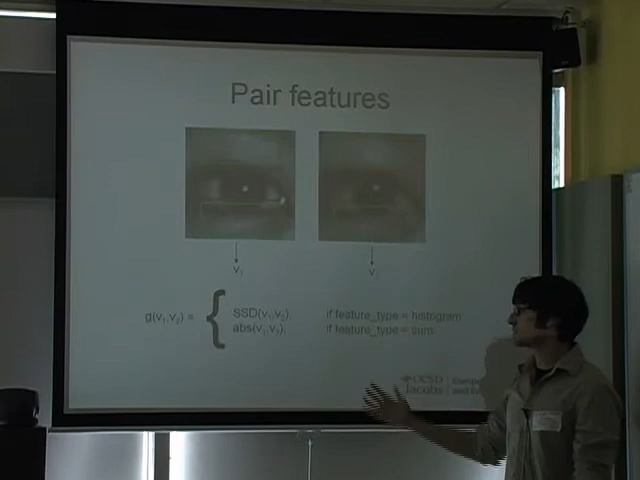 Pair features
v₁
v
g(v₁,v₂) = { SSD(v₁,v₂) if feature_type = histogram
abs(v₁,v₂), if feature_type = sum
UCSD
Jacobs